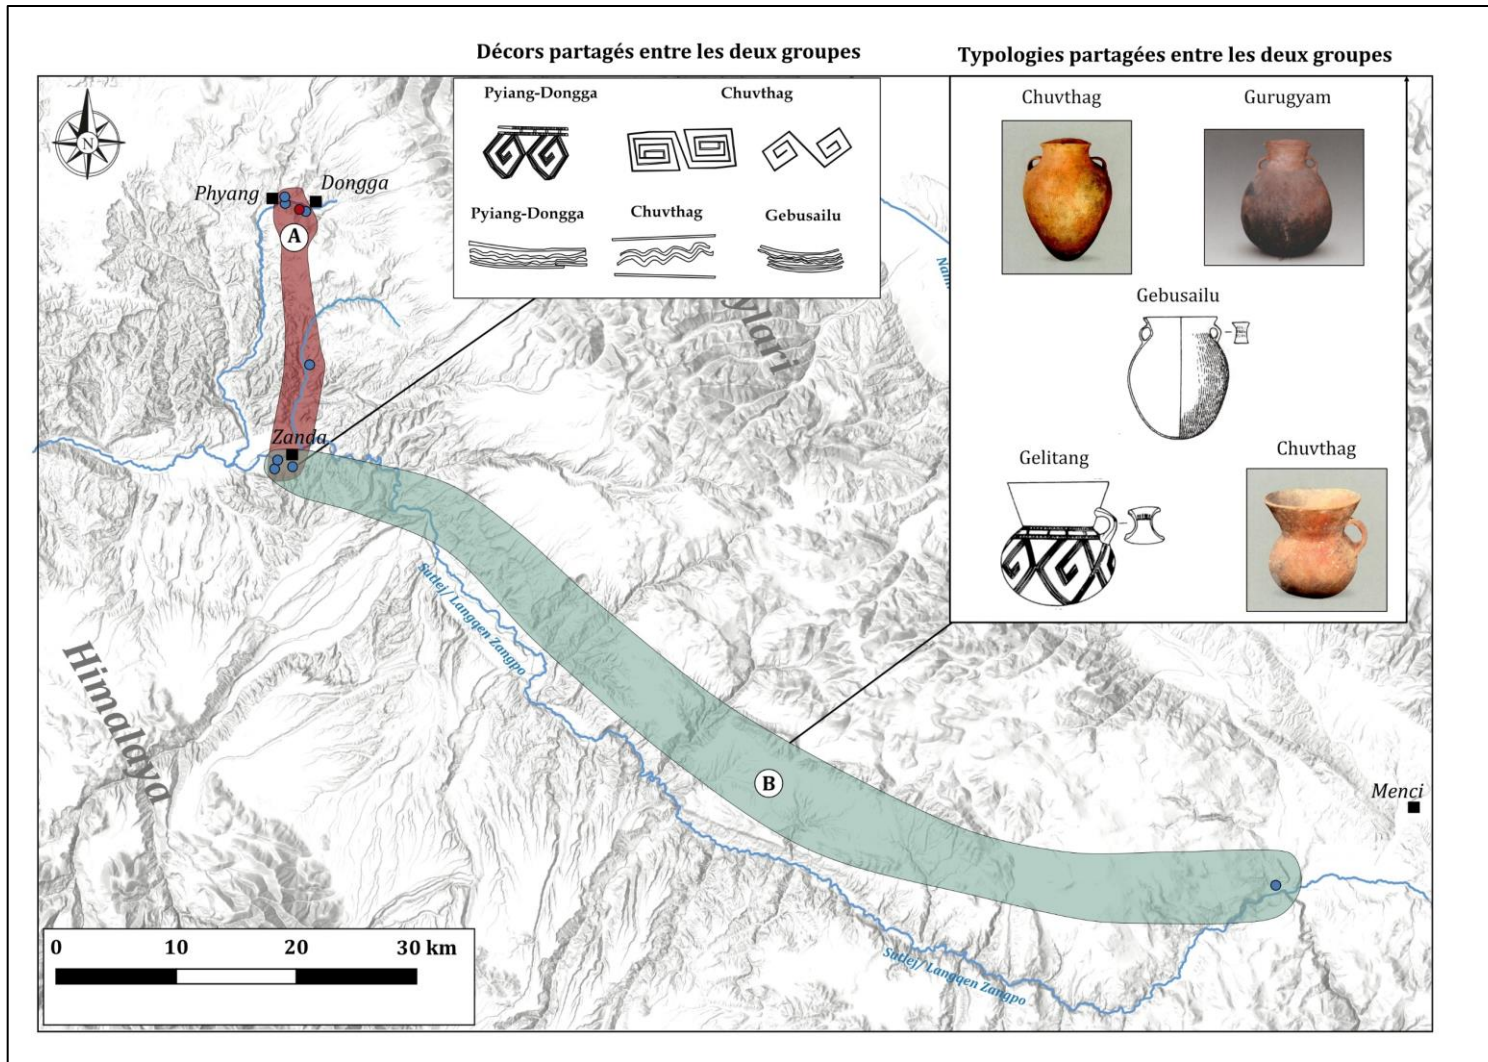 Décors partagés entre les deux groupes
Typologies partagées entre les deux groupes
Pyiang-Dongga
Chuvthag
Pyiang-Dongga
Chuvthag
Gebusailu
Chuvthag
Gurugyam
Gebusailu
Gelitang
Chuvthag
N
Phyang
Dongga
A
Zanda
Sutlej/ Langqen Zangpo
Himalaya
B
Menci
Sutlej/ Langqen Zangpo
0 10 20 30 km